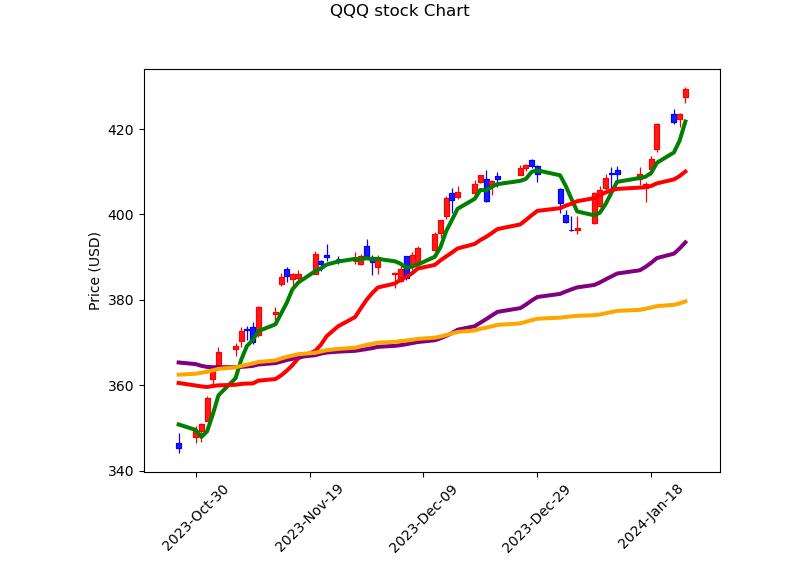 QQQ stock Chart
Price (USD)
420
400
380
360
340
2023-Oct-30
2023-Nov-19
2023-Dec-09
2023-Dec-29
2024-Jan-18